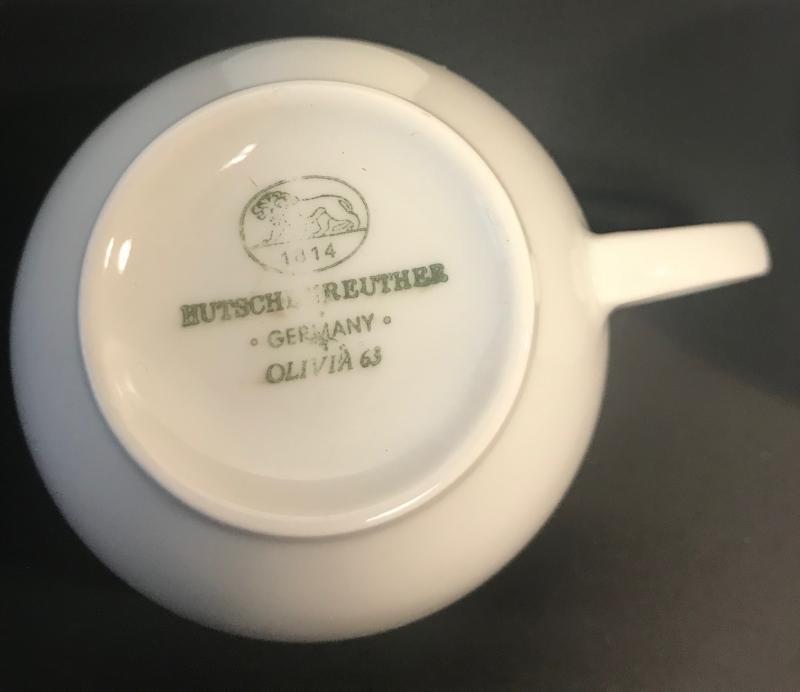 1814
HUTSCHENREUTHER
• GERMANY •
OLIVIA 63